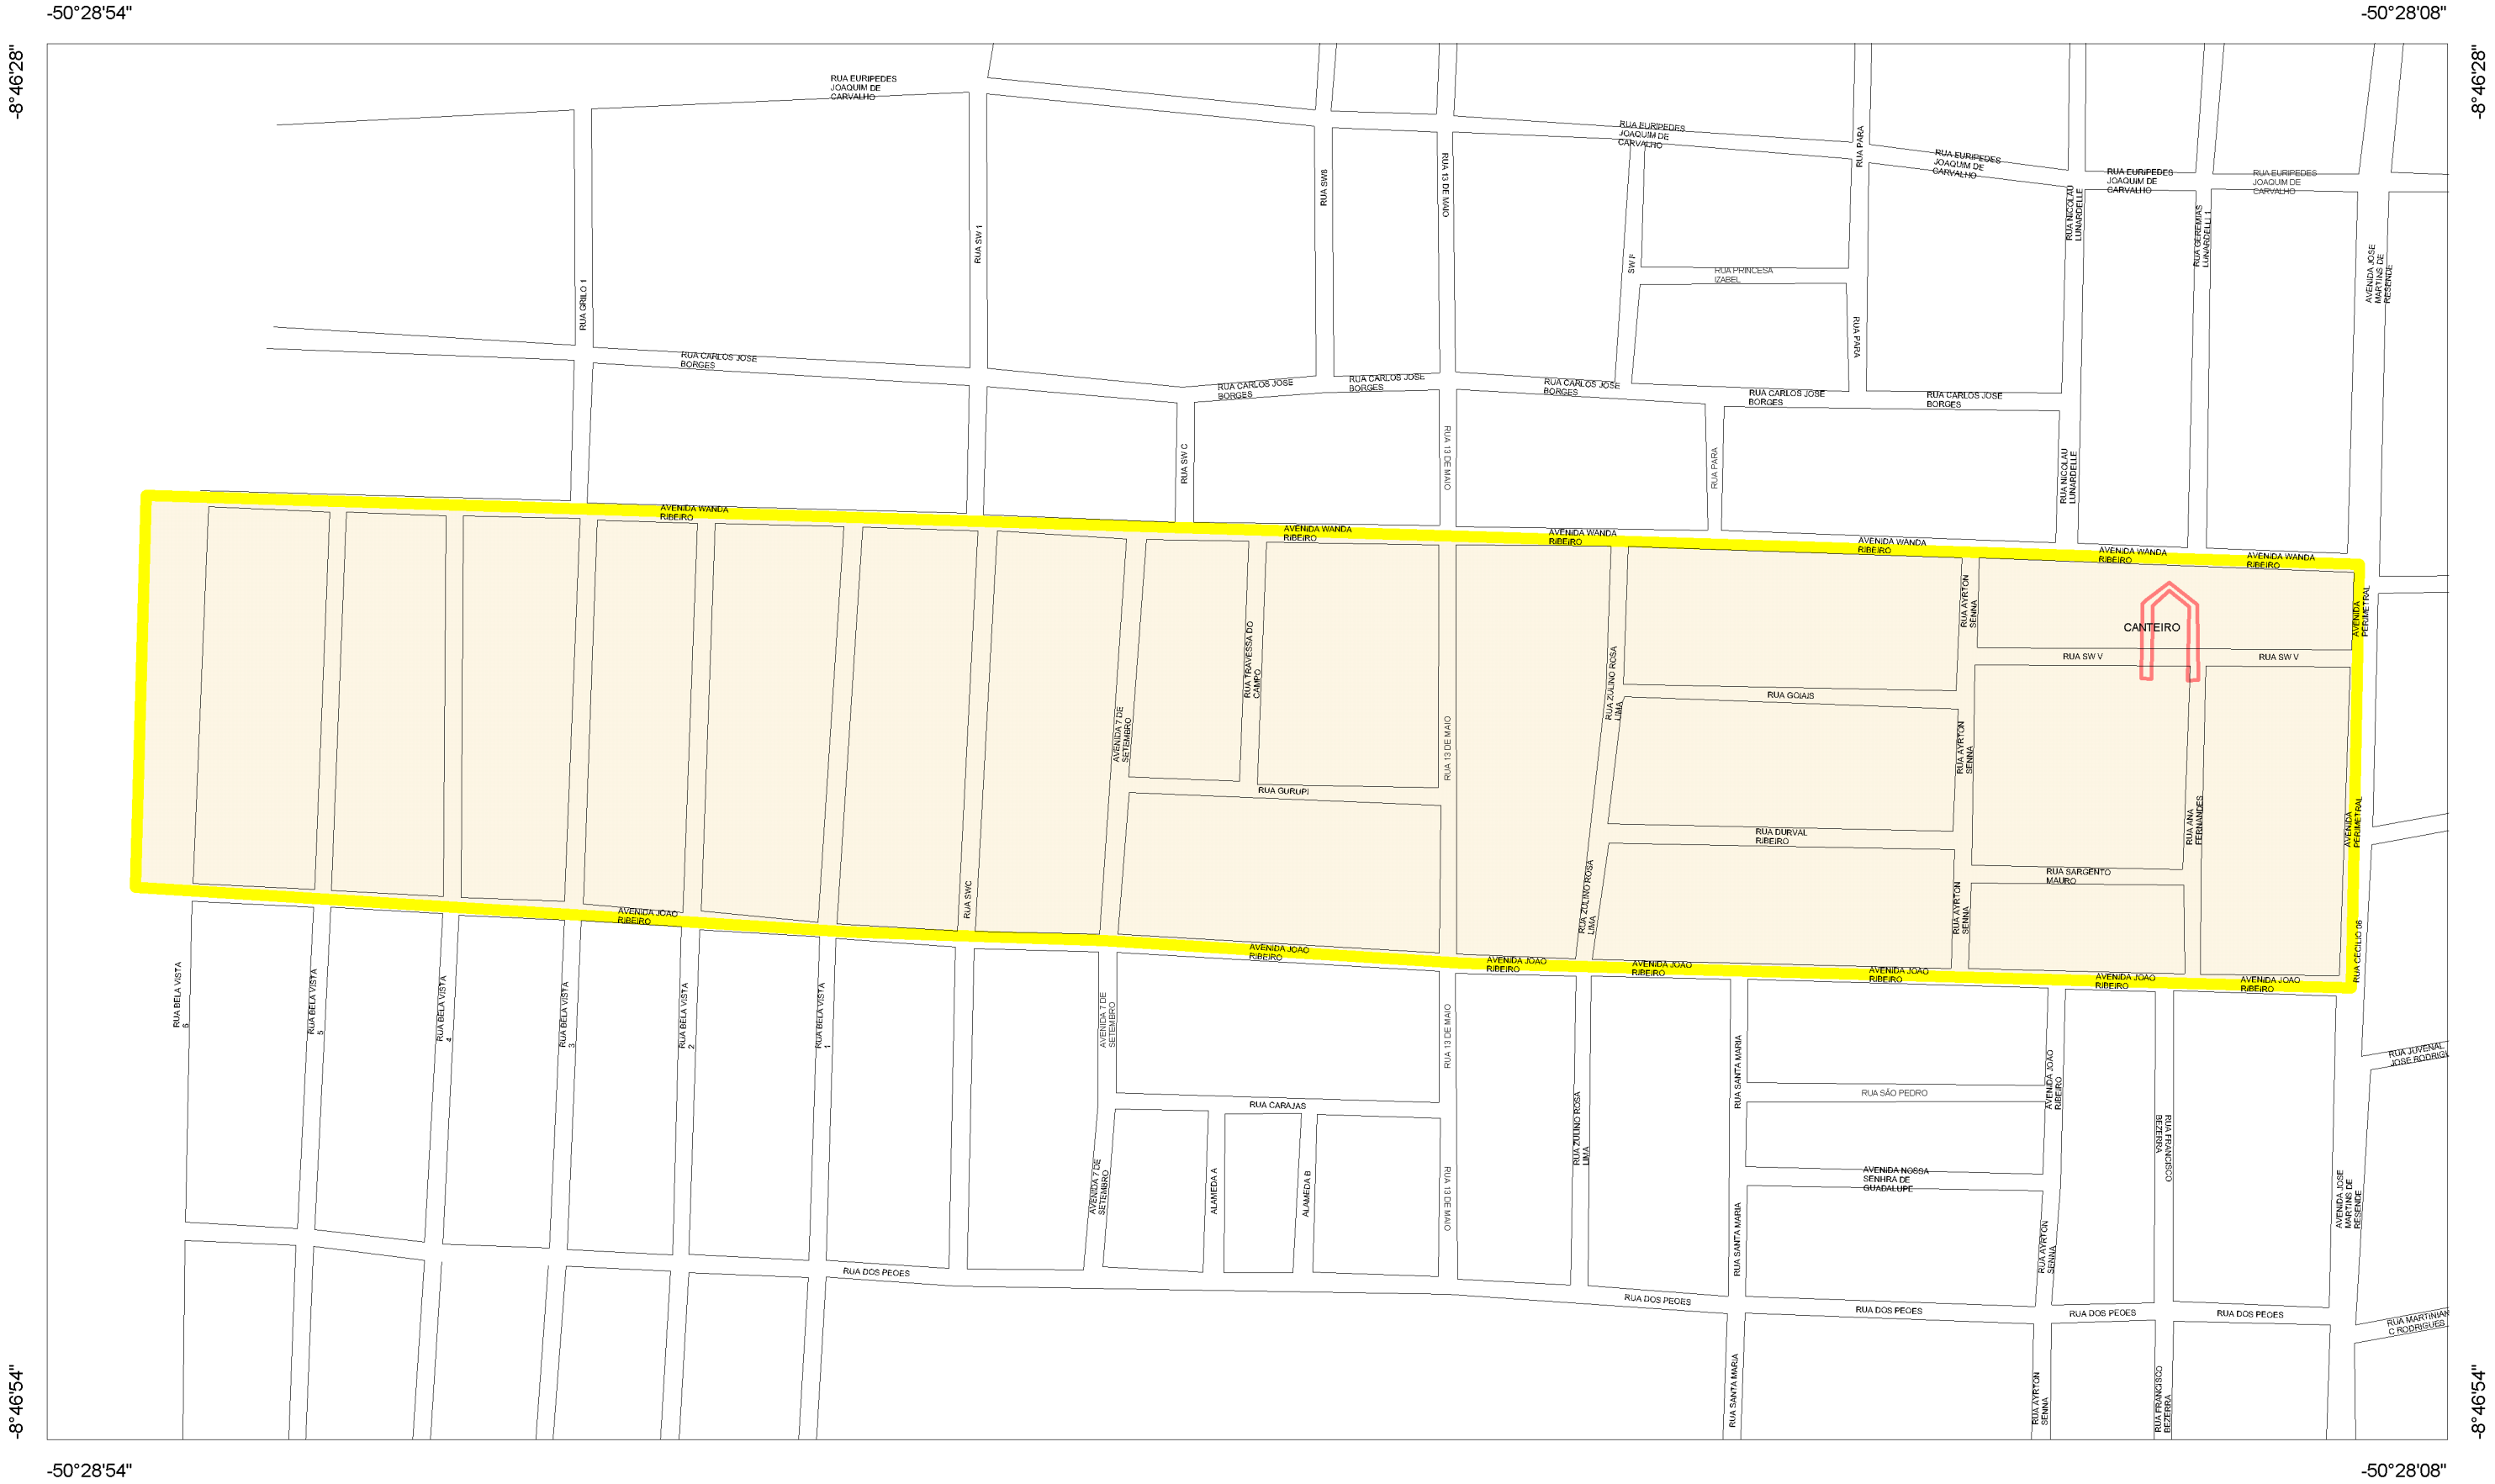 -50°28'54"
-50°28'08"
-8°46'28"
-8°46'28"
RUA EURIPEDES
JOAQUIM DE
CARVALHO
RUA EURIPEDES
JOAQUIM DE
CARVALHO
RUA EURIPEDES
JOAQUIM DE
CARVALHO
RUA EURIPEDES
JOAQUIM DE
CARVALHO
RUA EURIPEDES
JOAQUIM DE
CARVALHO
RUA GRILO 1
RUA SW 1
RUA SW8
RUA 13 DE MAIO
SW F
RUA PARA
RUA NICOLAU
LUNARDELLE
RUA GEREMIAS
LUNARDELLI 1
AVENIDA JOSE
MARTINS DE
RESENDE
RUA PRINCESA
IZABEL
RUA PARA
RUA CARLOS JOSE
BORGES
RUA CARLOS JOSE
BORGES
RUA CARLOS JOSE
BORGES
RUA CARLOS JOSE
BORGES
RUA CARLOS JOSE
BORGES
RUA CARLOS JOSE
BORGES
RUA SW C
RUA 13 DE MAIO
RUA PARA
RUA NICOLAU
LUNARDELLE
AVENIDA WANDA
RIBEIRO
AVENIDA WANDA
RIBEIRO
AVENIDA WANDA
RIBEIRO
AVENIDA WANDA
RIBEIRO
AVENIDA WANDA
RIBEIRO
AVENIDA WANDA
RIBEIRO
RUA TRAVESSA DO
CAMPO
RUA ZULINO ROSA
LIMA
RUA AYRTON
SENNA
CANTEIRO
AVENIDA
PERIMETRAL
RUA SW V
RUA SW V
RUA GOIAIS
AVENIDA 7 DE
SETEMBRO
RUA 13 DE MAIO
RUA AYRTON
SENNA
RUA GURUPI
RUA DURVAL
RIBEIRO
RUA ANA
FERNANDES
AVENIDA
PERIMETRAL
RUA SARGENTO
MAURO
RUA SWC
RUA ZULINO ROSA
LIMA
RUA AYRTON
SENNA
RUA CECILIO 06
AVENIDA JOAO
RIBEIRO
AVENIDA JOAO
RIBEIRO
AVENIDA JOAO
RIBEIRO
AVENIDA JOAO
RIBEIRO
AVENIDA JOAO
RIBEIRO
AVENIDA JOAO
RIBEIRO
AVENIDA JOAO
RIBEIRO
RUA BELA VISTA
6
RUA BELA VISTA
5
RUA BELA VISTA
4
RUA BELA VISTA
3
RUA BELA VISTA
2
RUA BELA VISTA
1
AVENIDA 7 DE
SETEMBRO
RUA 13 DE MAIO
RUA SANTA MARIA
AVENIDA JOAO
RIBEIRO
RUA JUVENAL
JOSE RODRIGU
RUA SÃO PEDRO
RUA CARAJAS
RUA ZULINO ROSA
LIMA
RUA FRANCISCO
BEZERRA
AVENIDA 7 DE
SETEMBRO
ALAMEDA A
ALAMEDA B
RUA 13 DE MAIO
AVENIDA NOSSA
SENHRA DE
GUADALUPE
AVENIDA JOSE
MARTINS DE
RESENDE
RUA SANTA MARIA
RUA AYRTON
SENNA
RUA DOS PEOES
RUA DOS PEOES
RUA DOS PEOES
RUA DOS PEOES
RUA DOS PEOES
RUA MARTINIAN
C RODRIGUES
RUA SANTA MARIA
RUA AYRTON
SENNA
RUA FRANCISCO
BEZERRA
-8°46'54"
-8°46'54"
-50°28'54"
-50°28'08"